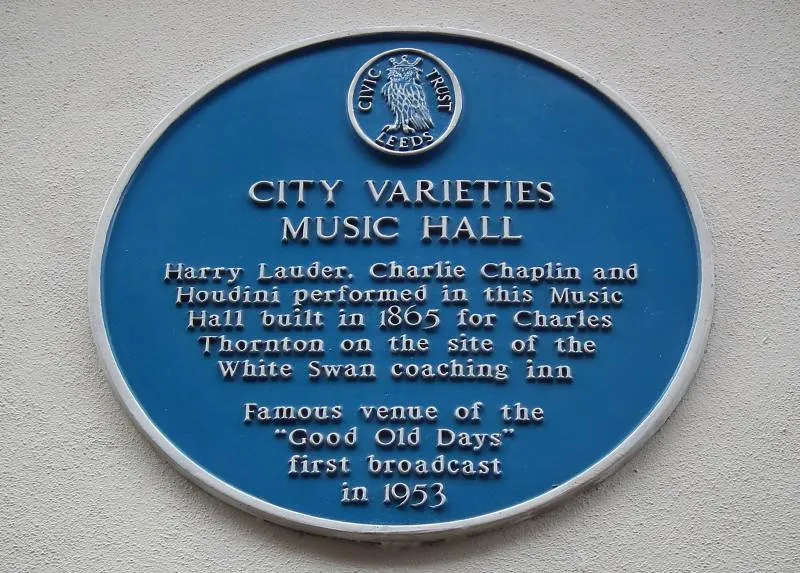 CIVIC TRUST
LEEDS
CITY VARIETIES
MUSIC HALL
Harry Lauder, Charlie Chaplin and
Houdini performed in this Music
Hall built in 1865 for Charles
Thornton on the site of the
White Swan coaching inn
Famous venue of the
"Good Old Days"
first broadcast
in 1953